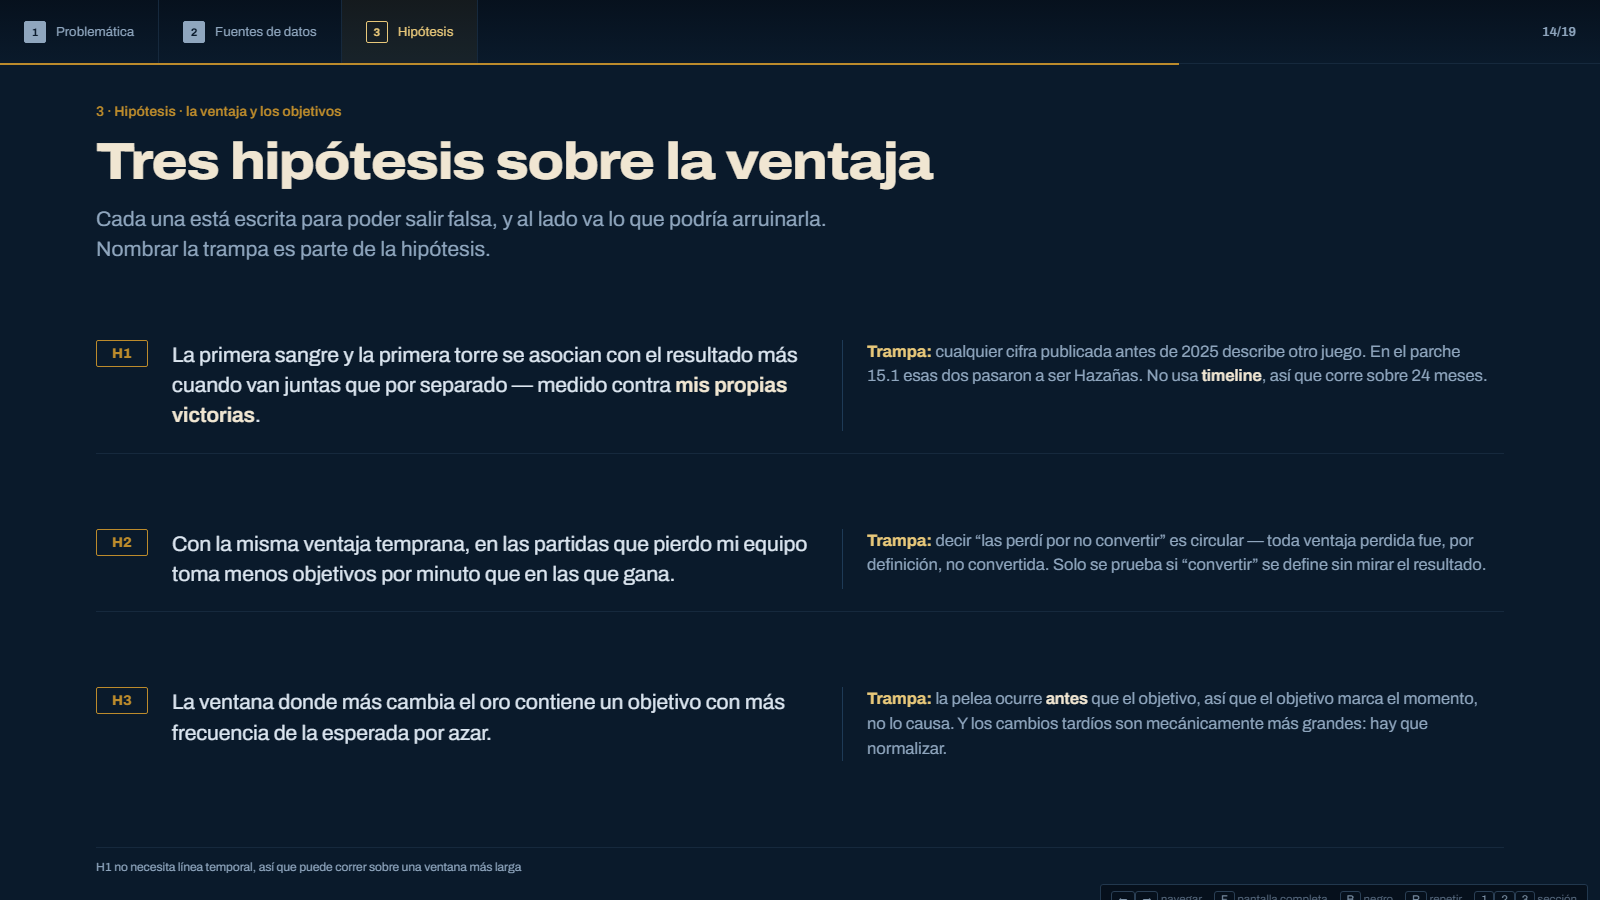 1 Problemática
2 Fuentes de datos
3 Hipótesis
14/19
3 · Hipótesis · la ventaja y los objetivos
Tres hipótesis sobre la ventaja
Cada una está escrita para poder salir falsa, y al lado va lo que podría arruinarla.
Nombrar la trampa es parte de la hipótesis.
H1
La primera sangre y la primera torre se asocian con el resultado más
cuando van juntas que por separado — medido contra mis propias
victorias.
Trampa: cualquier cifra publicada antes de 2025 describe otro juego. En el parche
15.1 esas dos pasaron a ser Hazañas. No usa timeline, así que corre sobre 24 meses.
H2
Con la misma ventaja temprana, en las partidas que pierdo mi equipo
toma menos objetivos por minuto que en las que gana.
Trampa: decir “las perdí por no convertir” es circular — toda ventaja perdida fue, por
definición, no convertida. Solo se prueba si “convertir” se define sin mirar el resultado.
H3
La ventana donde más cambia el oro contiene un objetivo con más
frecuencia de la esperada por azar.
Trampa: la pelea ocurre antes que el objetivo, así que el objetivo marca el momento,
no lo causa. Y los cambios tardíos son mecánicamente más grandes: hay que
normalizar.
H1 no necesita línea temporal, así que puede correr sobre una ventana más larga
← → navegar F pantalla completa B negro R repetir 1 2 3 sección